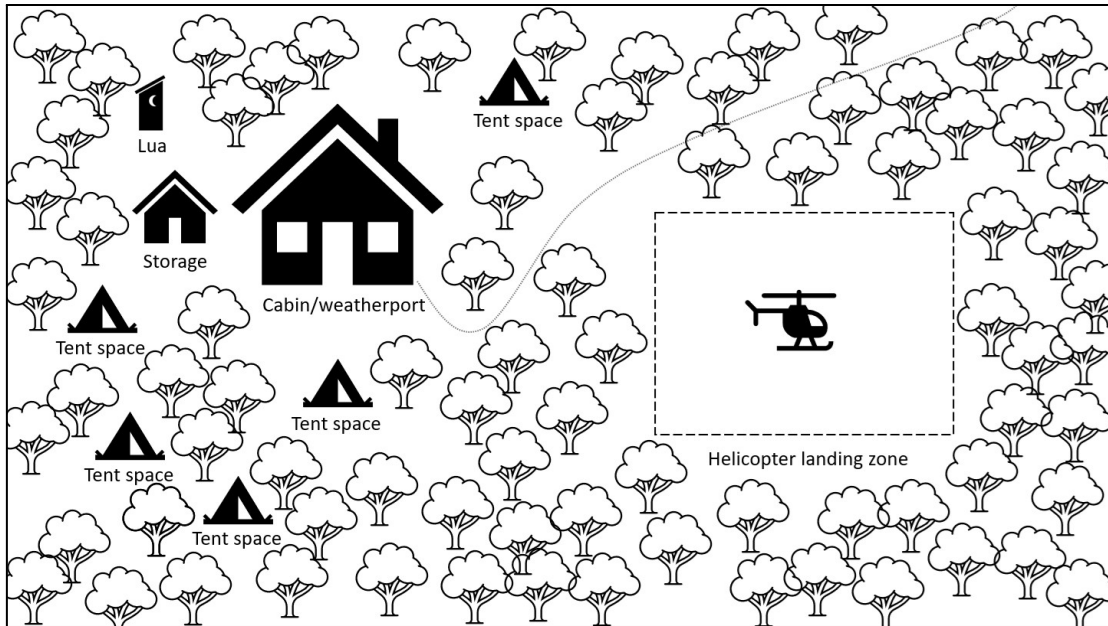 Tent space
Lua
Storage
Cabin/weatherport
Tent space
Tent space
Helicopter landing zone
Tent space
Tent space